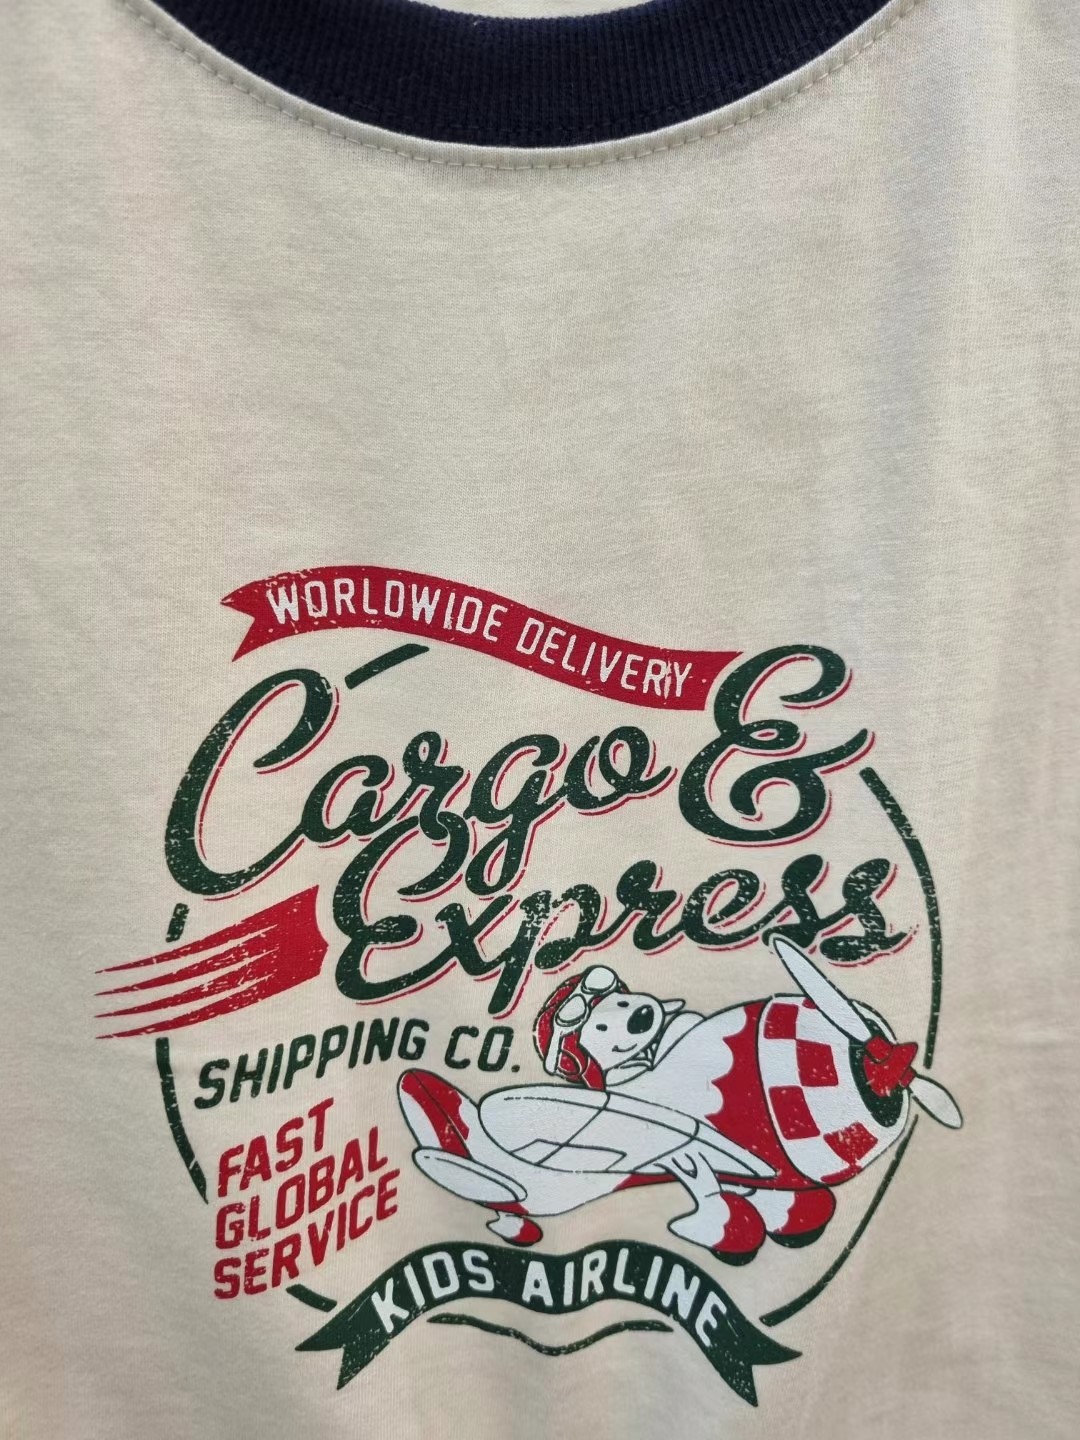 WORLDWIDE DELIVERY
Cargo &
Express
SHIPPING CO.
FAST
GLOBAL
SERVICE
KIDS AIRLINE